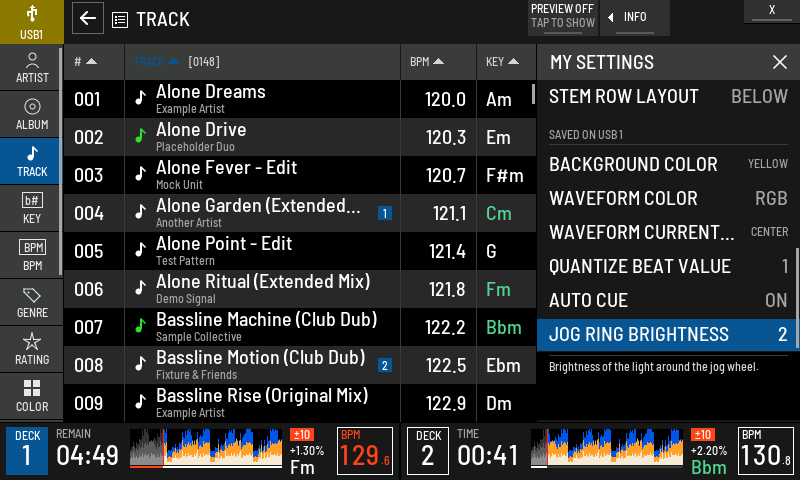 USB1
TRACK
PREVIEW OFF
TAP TO SHOW
INFO
X
ARTIST
ALBUM
TRACK
b#
KEY
BPM
BPM
GENRE
RATING
COLOR
# TRACK [0148] BPM KEY
001 Alone Dreams 120.0 Am
Example Artist
002 Alone Drive 120.3 Em
Placeholder Duo
003 Alone Fever - Edit 120.7 F#m
Mock Unit
004 Alone Garden (Extended... 1 121.1 Cm
Another Artist
005 Alone Point - Edit 121.4 G
Test Pattern
006 Alone Ritual (Extended Mix) 121.8 Fm
Demo Signal
007 Bassline Machine (Club Dub) 122.2 Bbm
Sample Collective
008 Bassline Motion (Club Dub) 2 122.5 Ebm
Fixture & Friends
009 Bassline Rise (Original Mix) 122.9 Dm
Example Artist
MY SETTINGS
STEM ROW LAYOUT BELOW
SAVED ON USB1
BACKGROUND COLOR YELLOW
WAVEFORM COLOR RGB
WAVEFORM CURRENT... CENTER
QUANTIZE BEAT VALUE 1
AUTO CUE ON
JOG RING BRIGHTNESS 2
Brightness of the light around the jog wheel.
DECK 1
REMAIN
04:49
±10
+1.30%
Fm
BPM
129.6
DECK 2
TIME
00:41
±10
+2.20%
Bbm
BPM
130.8